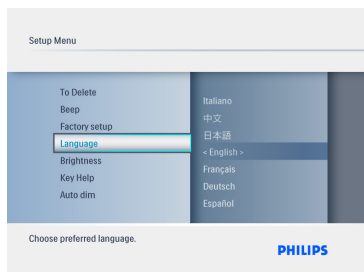 Setup Menu
To Delete
Beep
Factory setup
Language
Brightness
Key Help
Auto dim
Italiano
中文
日本語
< English >
Français
Deutsch
Español
Choose preferred language.
PHILIPS